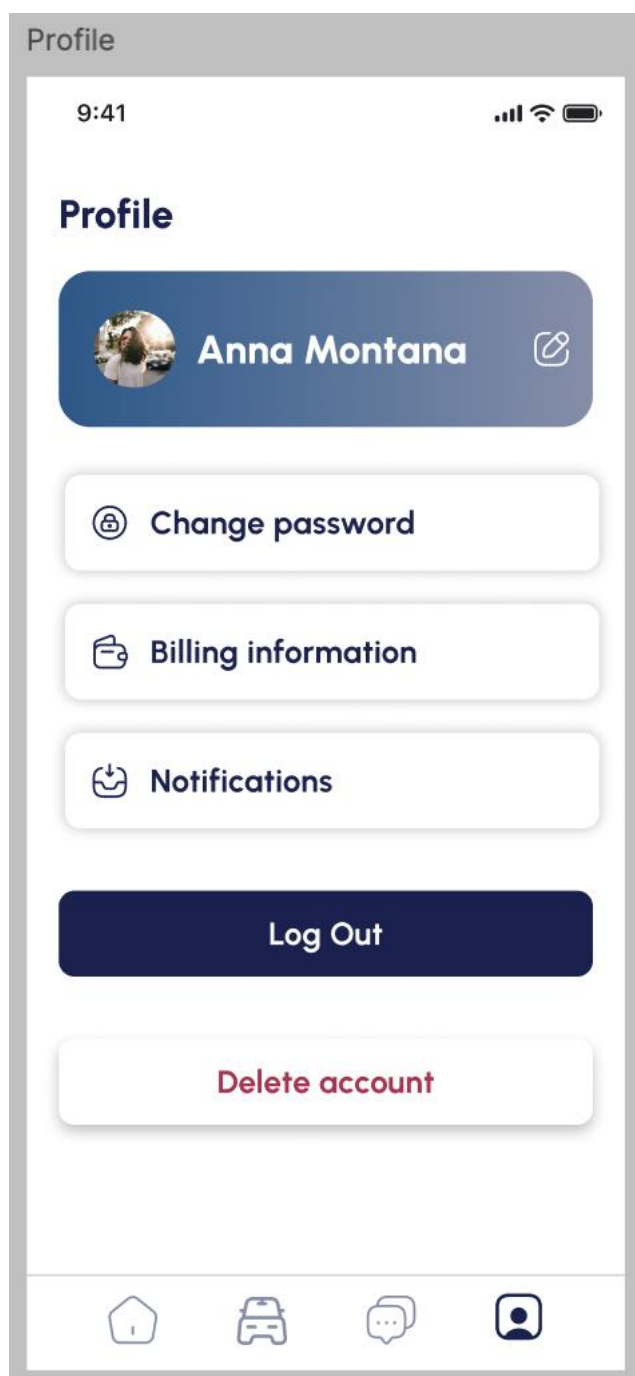 Profile
9:41
Profile
Anna Montana
Change password
Billing information
Notifications
Log Out
Delete account